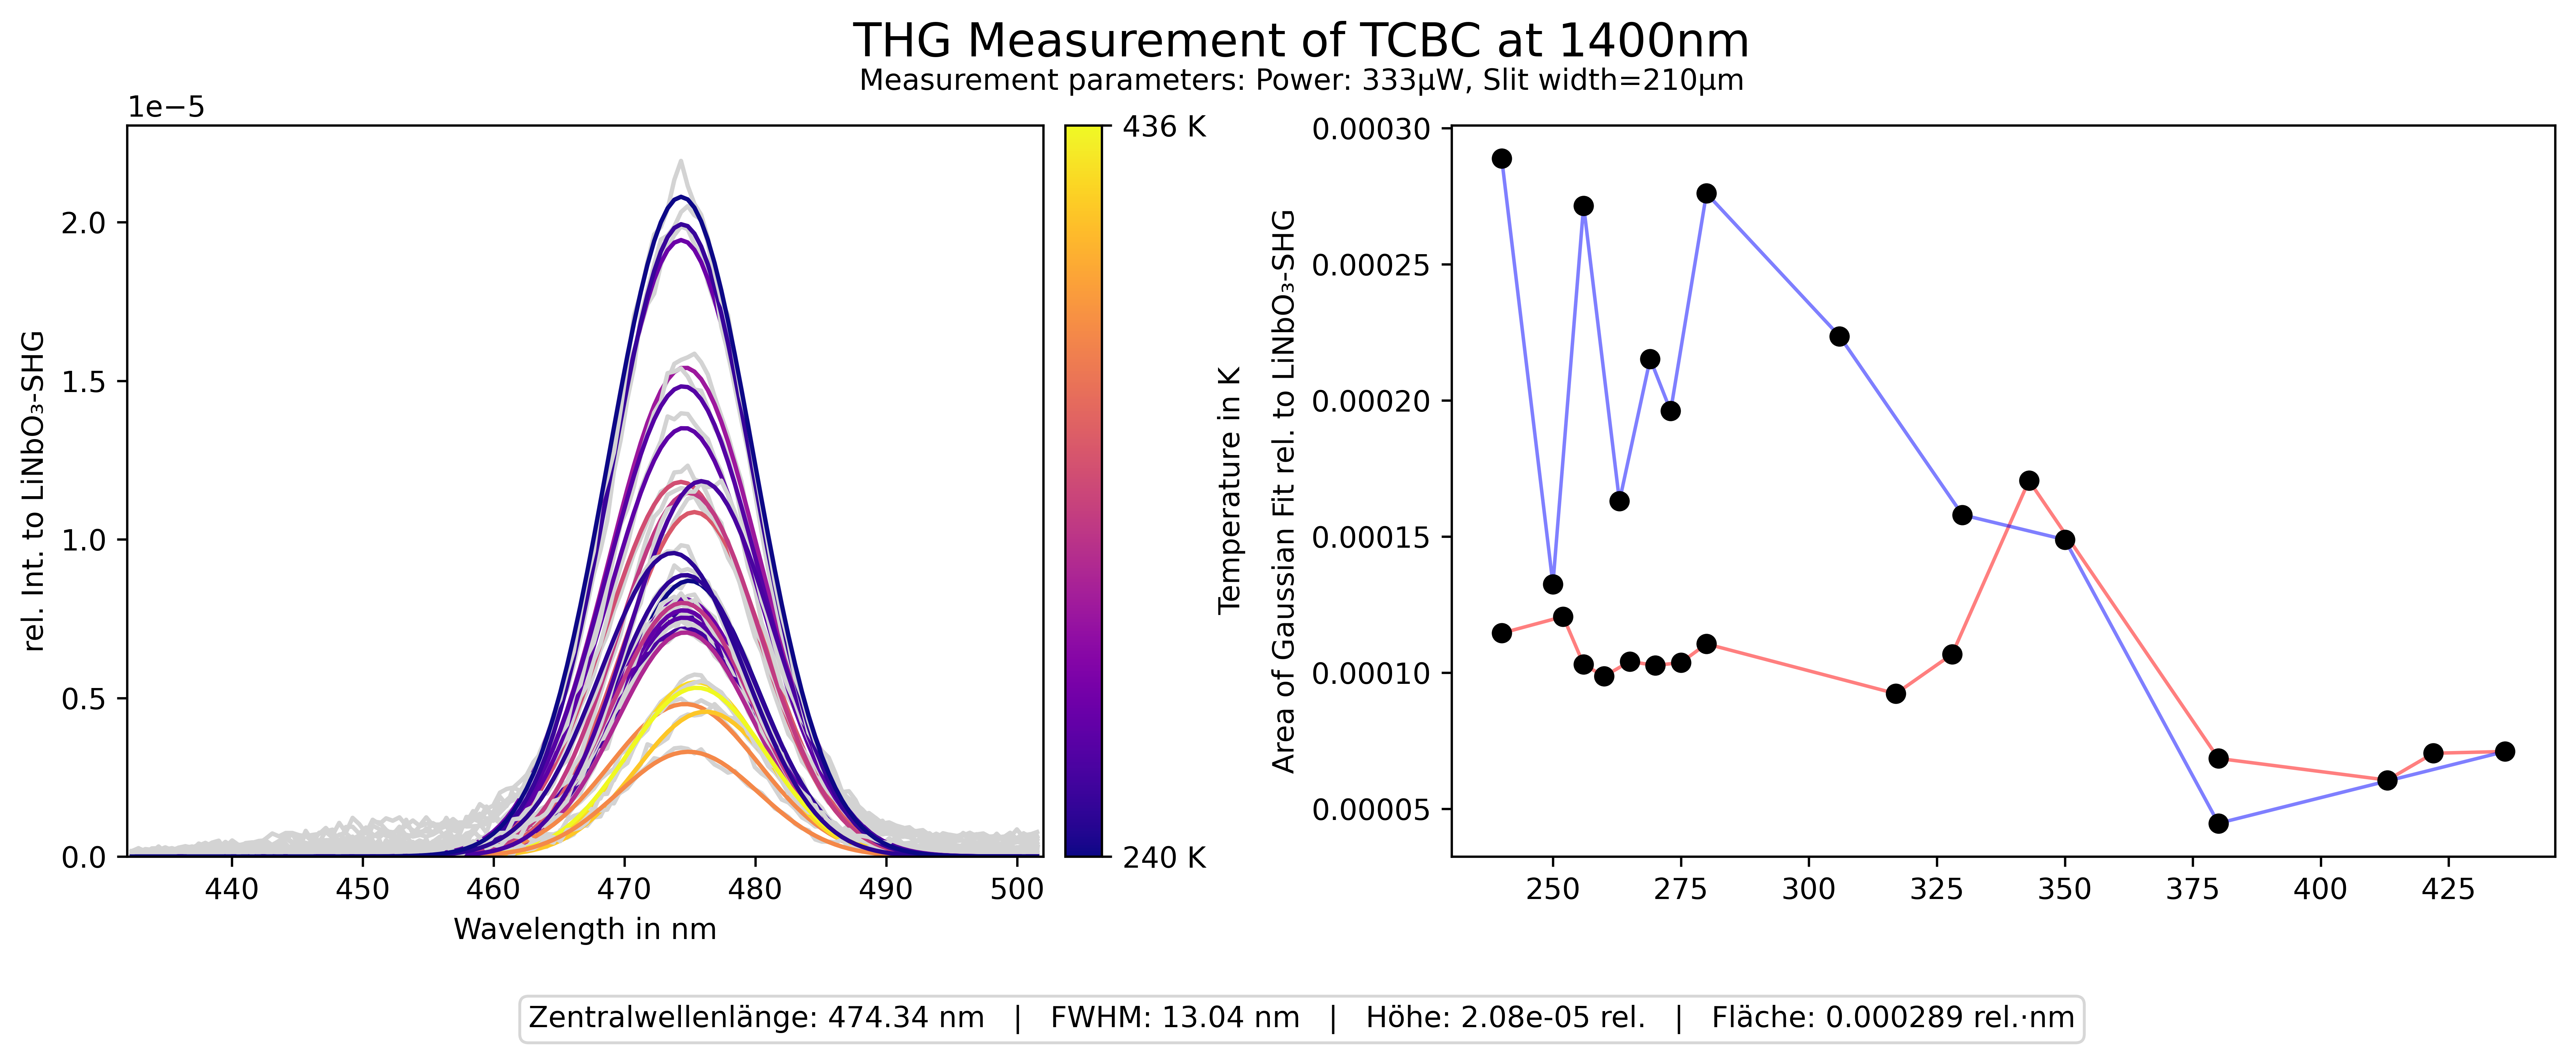 THG Measurement of TCBC at 1400nm
Measurement parameters: Power: 333µW, Slit width=210µm
1e−5
rel. Int. to LiNbO₃-SHG
2.0
1.5
1.0
0.5
0.0
440 450 460 470 480 490 500
Wavelength in nm
436 K
240 K
Temperature in K
Area of Gaussian Fit rel. to LiNbO₃-SHG
0.00030
0.00025
0.00020
0.00015
0.00010
0.00005
250 275 300 325 350 375 400 425
Zentralwellenlänge: 474.34 nm | FWHM: 13.04 nm | Höhe: 2.08e-05 rel. | Fläche: 0.000289 rel.·nm